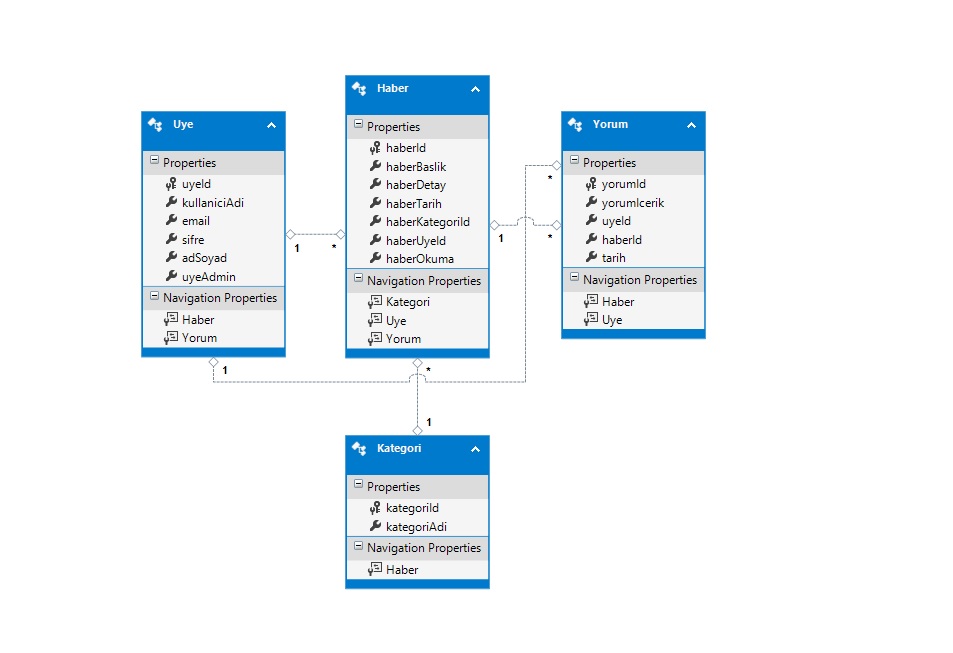 Uye
Properties
uyeId
kullaniciAdi
email
sifre
adSoyad
uyeAdmin
Navigation Properties
Haber
Yorum
Haber
Properties
haberId
haberBaslik
haberDetay
haberTarih
haberKategoriId
haberUyeId
haberOkuma
Navigation Properties
Kategori
Uye
Yorum
Yorum
Properties
yorumId
yorumIcerik
uyeId
haberId
tarih
Navigation Properties
Haber
Uye
1
*
1
*
*
1
*
1
Kategori
Properties
kategoriId
kategoriAdi
Navigation Properties
Haber